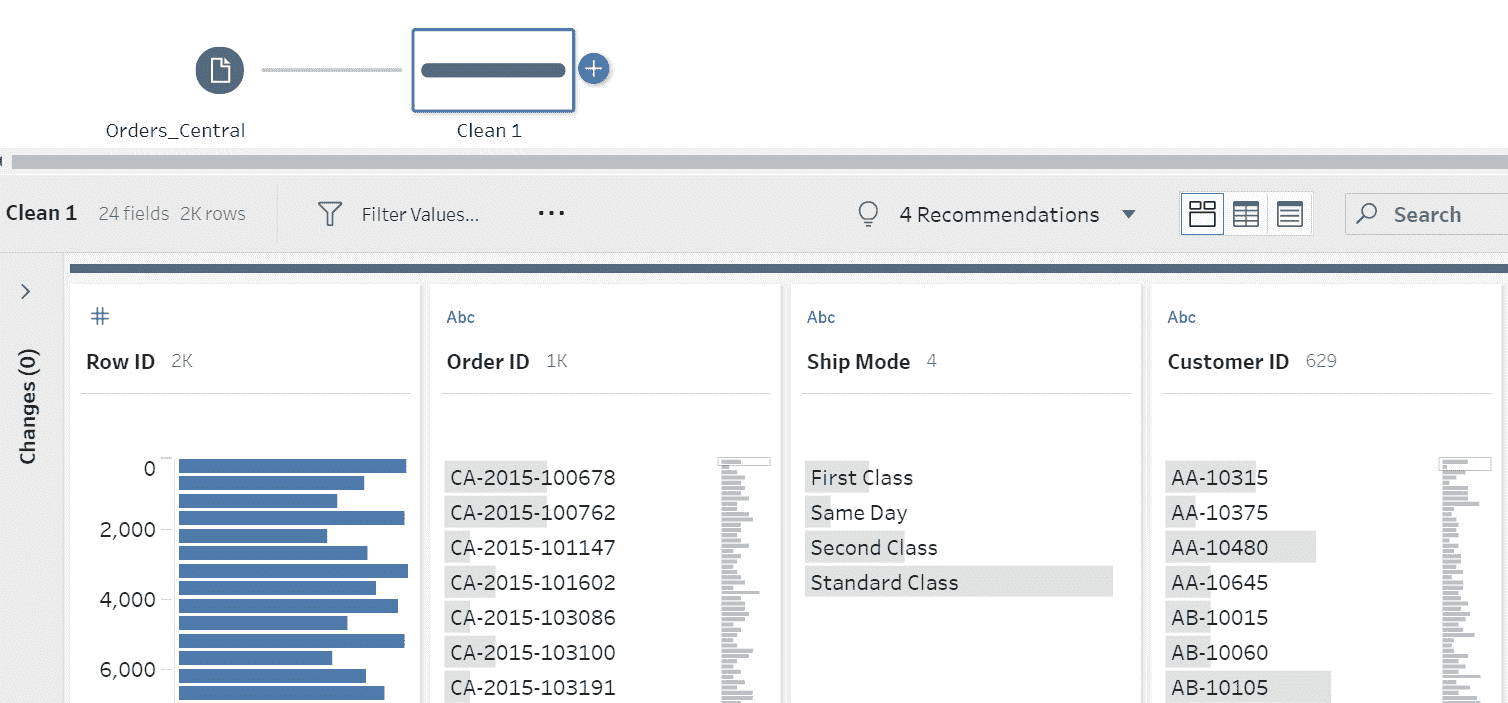 Orders_Central
Clean 1
Clean 1 24 fields 2K rows Filter Values... ••• 4 Recommendations Search
Changes (0)
# Abc Abc Abc
Row ID 2K Order ID 1K Ship Mode 4 Customer ID 629
0
2,000
4,000
6,000
CA-2015-100678
CA-2015-100762
CA-2015-101147
CA-2015-101602
CA-2015-103086
CA-2015-103100
CA-2015-103191
First Class
Same Day
Second Class
Standard Class
AA-10315
AA-10375
AA-10480
AA-10645
AB-10015
AB-10060
AB-10105